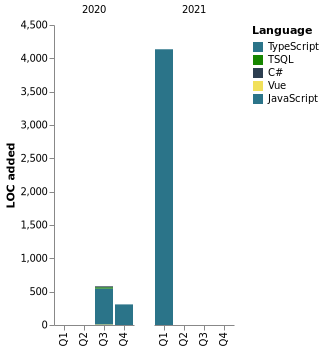 2020 2021
Language
TypeScript
TSQL
C#
Vue
JavaScript
LOC added
4,500
4,000
3,500
3,000
2,500
2,000
1,500
1,000
500
0
Q1 Q2 Q3 Q4 Q1 Q2 Q3 Q4